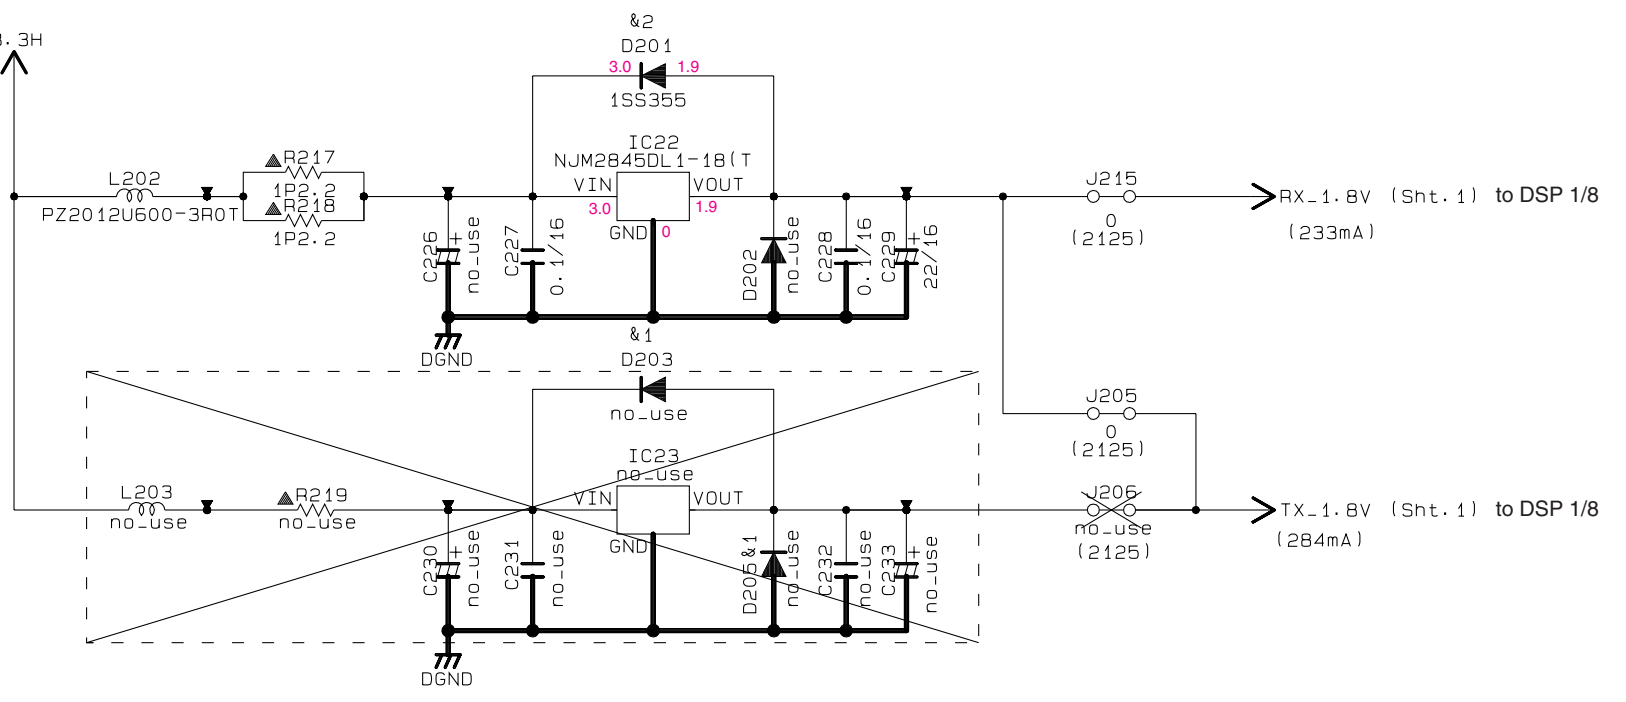 &2
3.3H
D201
3.0 1.9
1SS355
IC22
NJM2845DL1-18(T
R217
1P2.2
R218
1P2.2
L202
PZ2012U600-3R0T
VIN
VOUT
3.0
1.9
GND
0
J215
0
(2125)
RX_1.8V (Sht.1) to DSP 1/8
(233mA)
C226
+
no_use
C227
0.1/16
D202
no_use
C228
0.1/16
C229
+
22/16
DGND
&1
D203
no_use
J205
0
(2125)
IC23
no_use
VIN
VOUT
GND
L203
no_use
R219
no_use
J206
no_use
(2125)
TX_1.8V (Sht.1) to DSP 1/8
(284mA)
C230
+
no_use
C231
no_use
D205&1
no_use
C232
no_use
C233
+
no_use
DGND